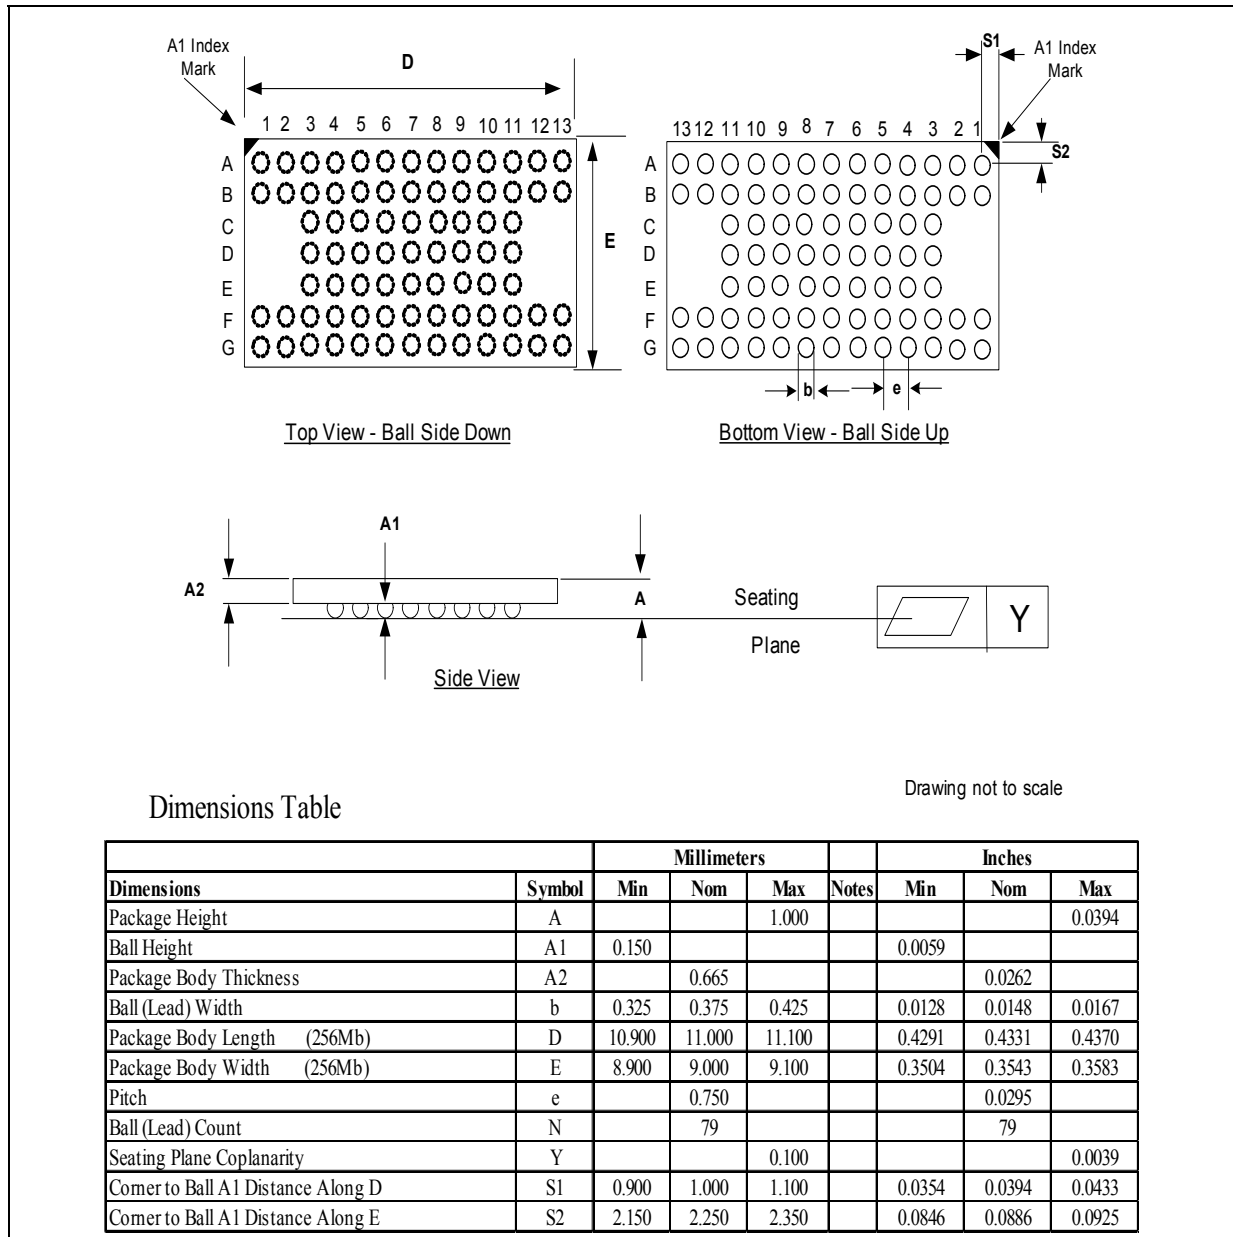 A1 Index
Mark
D
1 2 3 4 5 6 7 8 9 10 11 12 13
A
B
C
D
E
F
G
E
Top View - Ball Side Down
S1
A1 Index
Mark
13 12 11 10 9 8 7 6 5 4 3 2 1
S2
A
B
C
D
E
F
G
b
e
Bottom View - Ball Side Up
A1
A2
A
Seating
Plane
Y
Side View
Drawing not to scale
Dimensions Table
Millimeters Inches
Dimensions Symbol Min Nom Max Notes Min Nom Max
Package Height A 1.000 0.0394
Ball Height A1 0.150 0.0059
Package Body Thickness A2 0.665 0.0262
Ball (Lead) Width b 0.325 0.375 0.425 0.0128 0.0148 0.0167
Package Body Length (256Mb) D 10.900 11.000 11.100 0.4291 0.4331 0.4370
Package Body Width (256Mb) E 8.900 9.000 9.100 0.3504 0.3543 0.3583
Pitch e 0.750 0.0295
Ball (Lead) Count N 79 79
Seating Plane Coplanarity Y 0.100 0.0039
Corner to Ball A1 Distance Along D S1 0.900 1.000 1.100 0.0354 0.0394 0.0433
Corner to Ball A1 Distance Along E S2 2.150 2.250 2.350 0.0846 0.0886 0.0925